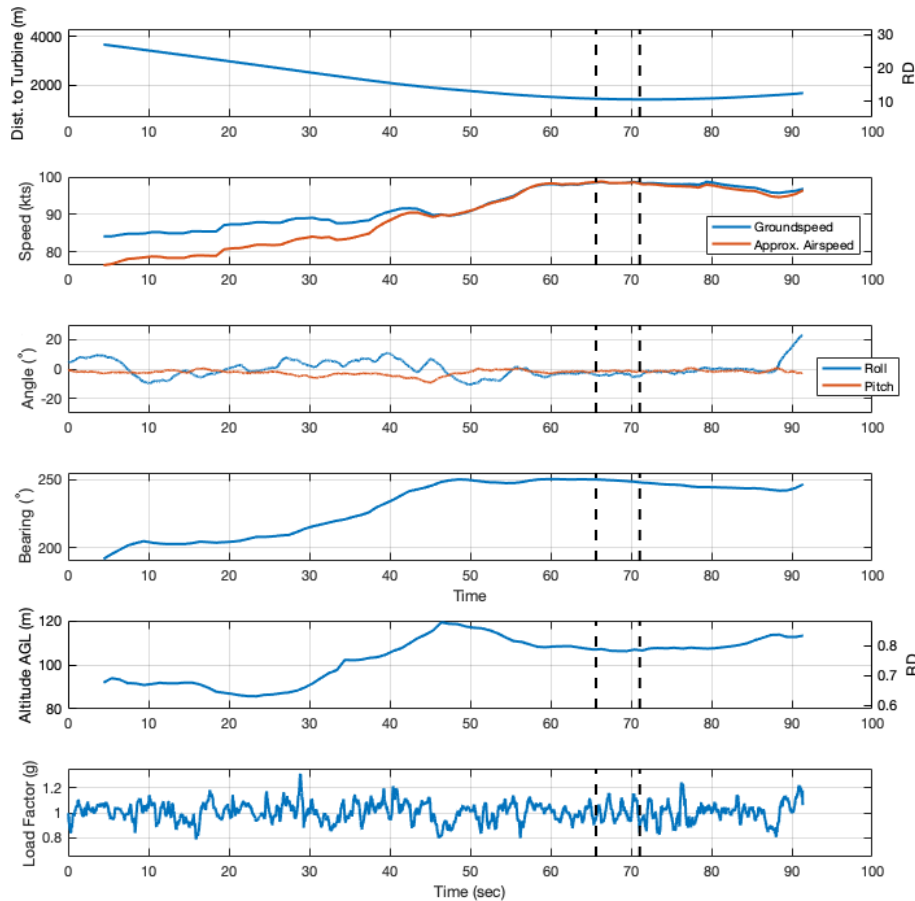 Dist. to Turbine (m)
4000
2000
30
20
10
RD
0 10 20 30 40 50 60 70 80 90 100
Speed (kts)
100
90
80
Groundspeed
Approx. Airspeed
0 10 20 30 40 50 60 70 80 90 100
Angle (°)
20
0
-20
Roll
Pitch
0 10 20 30 40 50 60 70 80 90 100
Bearing (°)
250
200
0 10 20 30 40 50 60 70 80 90 100
Time
Altitude AGL (m)
120
100
80
0.8
0.7
0.6
RD
0 10 20 30 40 50 60 70 80 90 100
Load Factor (g)
1.2
1
0.8
0 10 20 30 40 50 60 70 80 90 100
Time (sec)